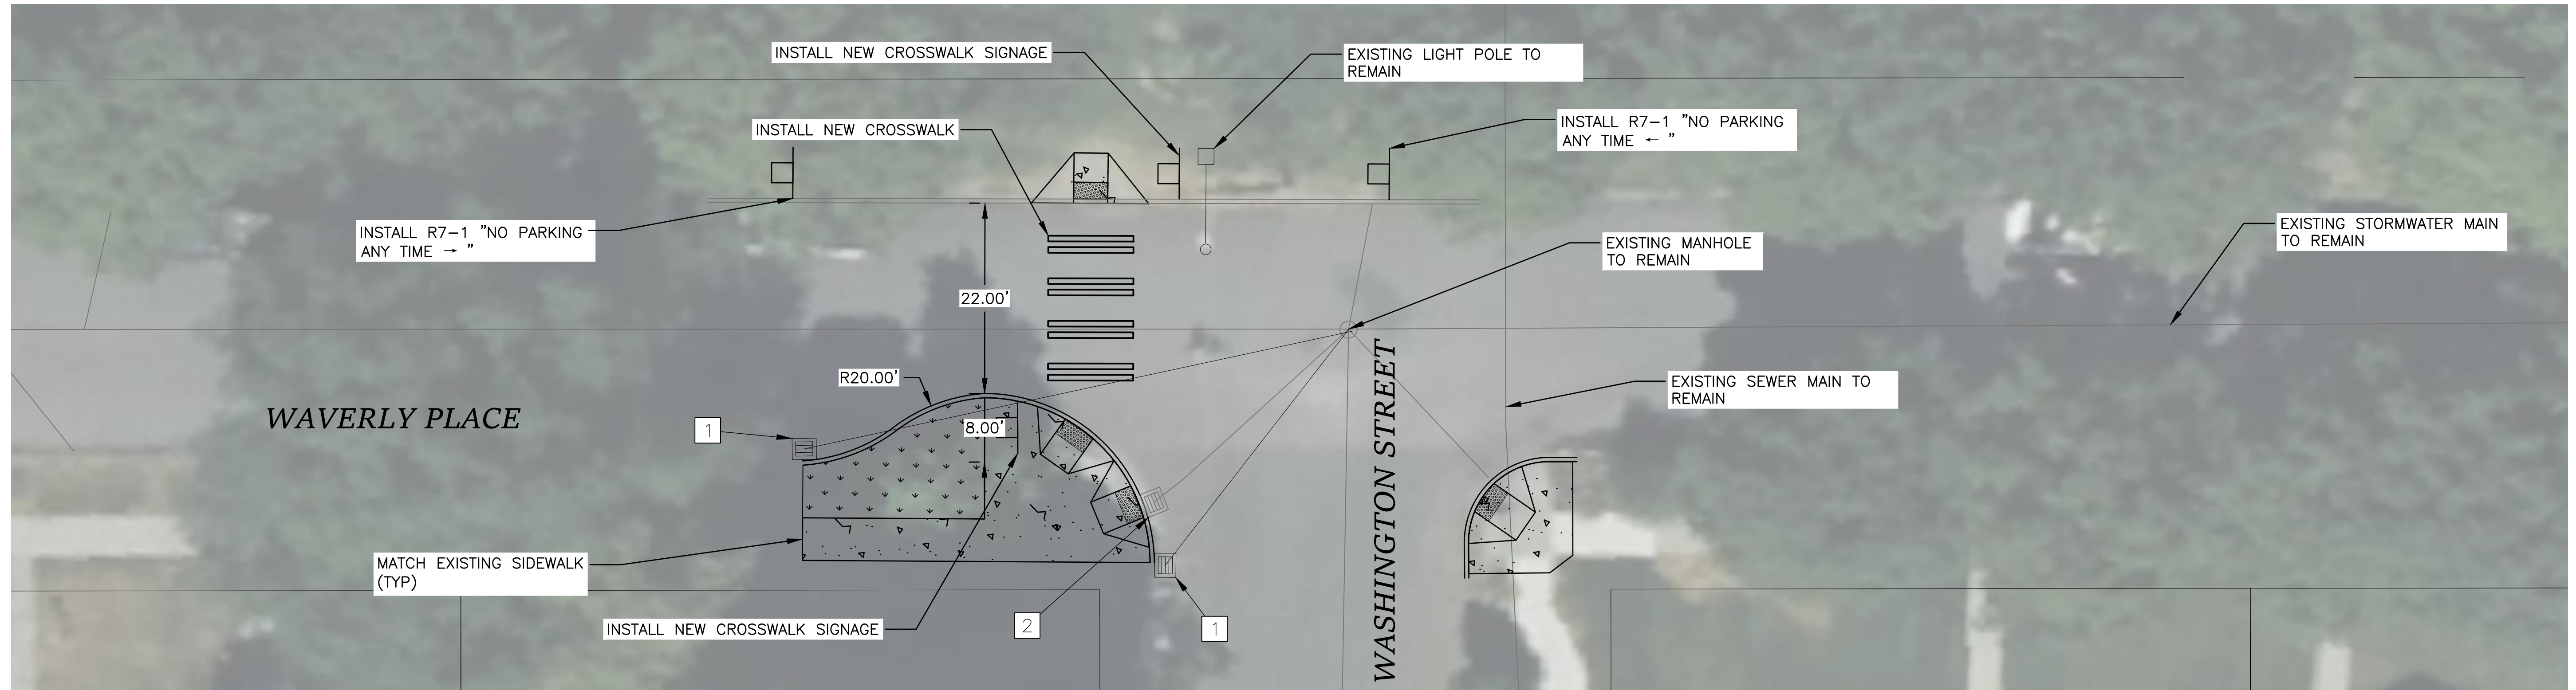 INSTALL NEW CROSSWALK SIGNAGE
EXISTING LIGHT POLE TO
REMAIN
INSTALL NEW CROSSWALK
INSTALL R7-1 "NO PARKING
ANY TIME ← "
INSTALL R7-1 "NO PARKING
ANY TIME → "
EXISTING STORMWATER MAIN
TO REMAIN
EXISTING MANHOLE
TO REMAIN
22.00'
R20.00'
EXISTING SEWER MAIN TO
REMAIN
WAVERLY PLACE
1
8.00'
WASHINGTON STREET
MATCH EXISTING SIDEWALK
(TYP)
INSTALL NEW CROSSWALK SIGNAGE
2
1